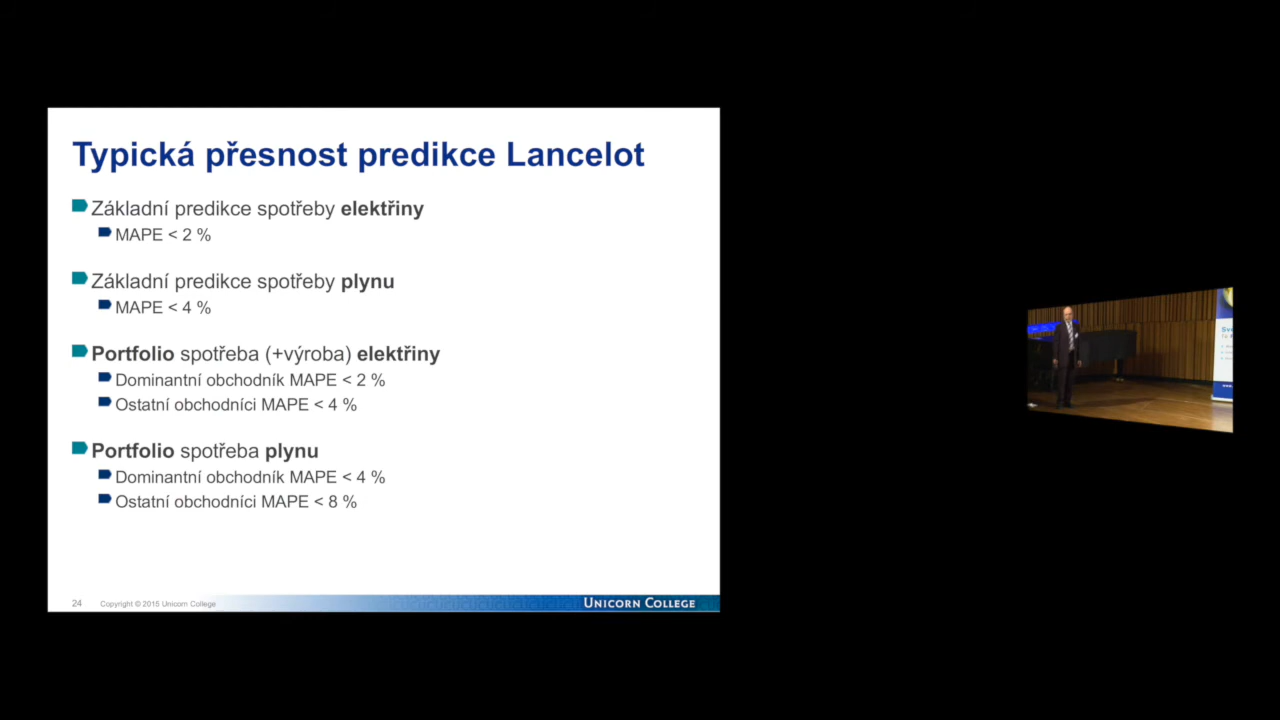 Typická přesnost predikce Lancelot
Základní predikce spotřeby elektřiny
MAPE < 2 %
Základní predikce spotřeby plynu
MAPE < 4 %
Portfolio spotřeba (+výroba) elektřiny
Dominantní obchodník MAPE < 2 %
Ostatní obchodníci MAPE < 4 %
Portfolio spotřeba plynu
Dominantní obchodník MAPE < 4 %
Ostatní obchodníci MAPE < 8 %
24 Copyright © 2015 Unicorn College
UNICORN COLLEGE